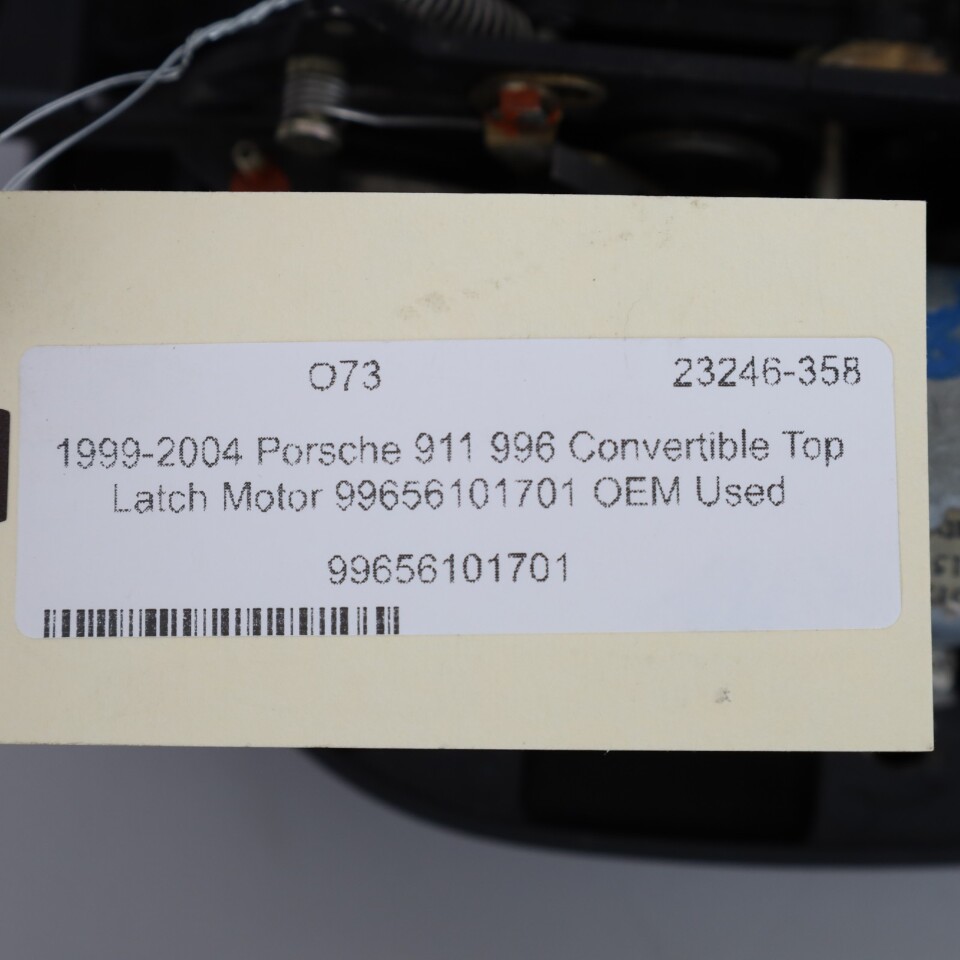 O73 23246-358
1999-2004 Porsche 911 996 Convertible Top
Latch Motor 99656101701 OEM Used
99656101701